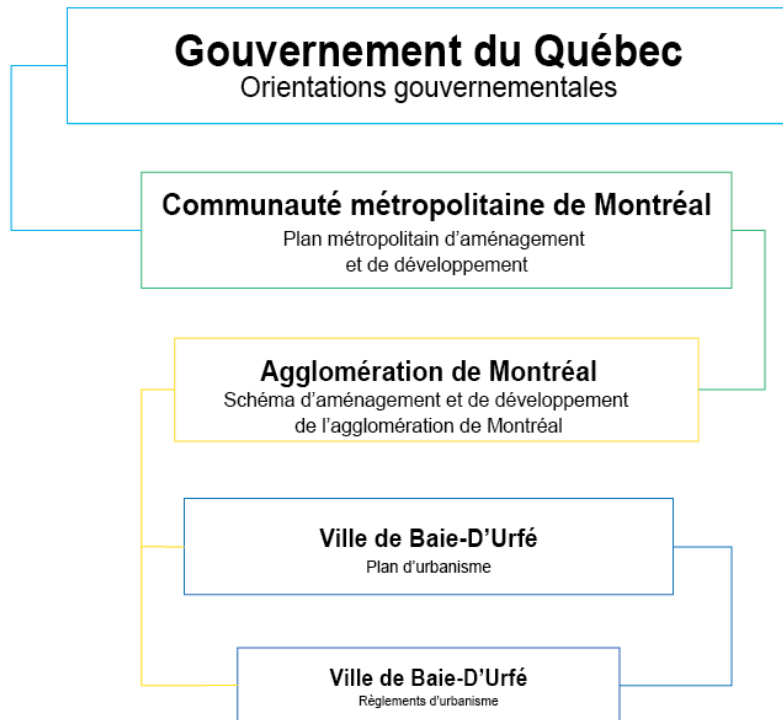 Gouvernement du Québec
Orientations gouvernementales
Communauté métropolitaine de Montréal
Plan métropolitain d'aménagement
et de développement
Agglomération de Montréal
Schéma d'aménagement et de développement
de l'agglomération de Montréal
Ville de Baie-D'Urfé
Plan d'urbanisme
Ville de Baie-D'Urfé
Règlements d'urbanisme